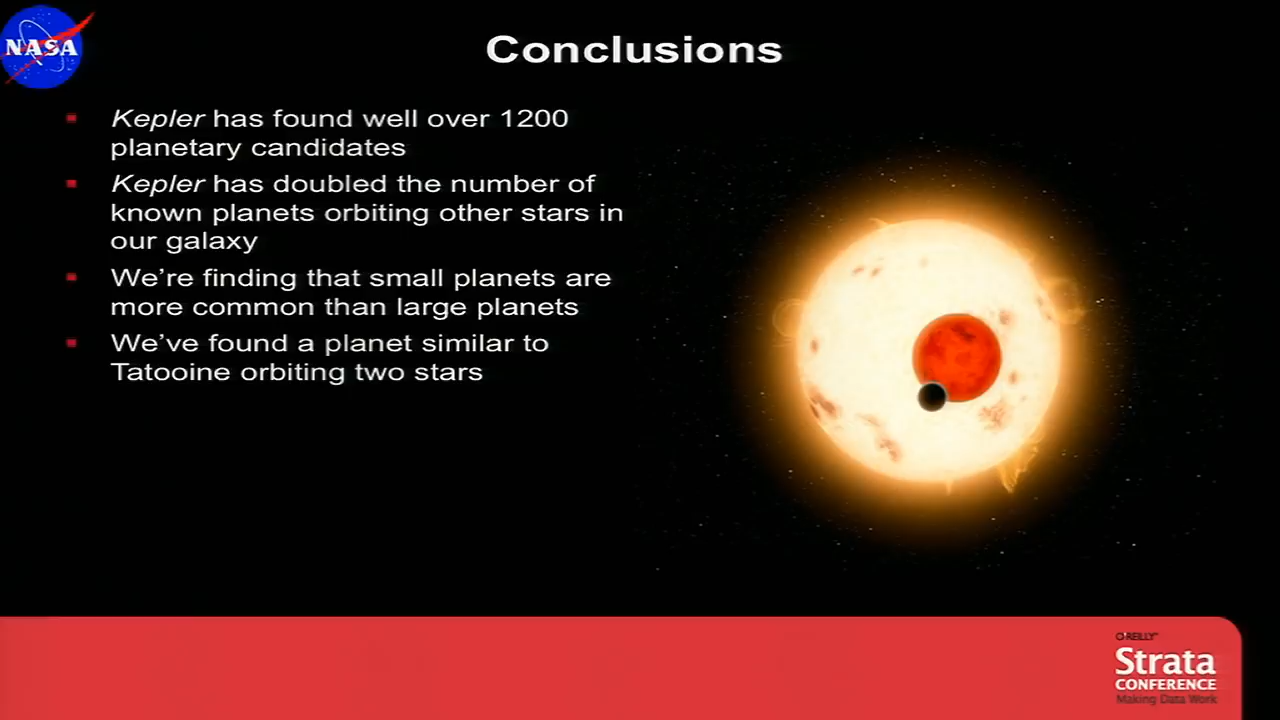 NASA
Conclusions
Kepler has found well over 1200
planetary candidates
Kepler has doubled the number of
known planets orbiting other stars in
our galaxy
We're finding that small planets are
more common than large planets
We've found a planet similar to
Tatooine orbiting two stars
O'REILLY
Strata
CONFERENCE
Making Data Work